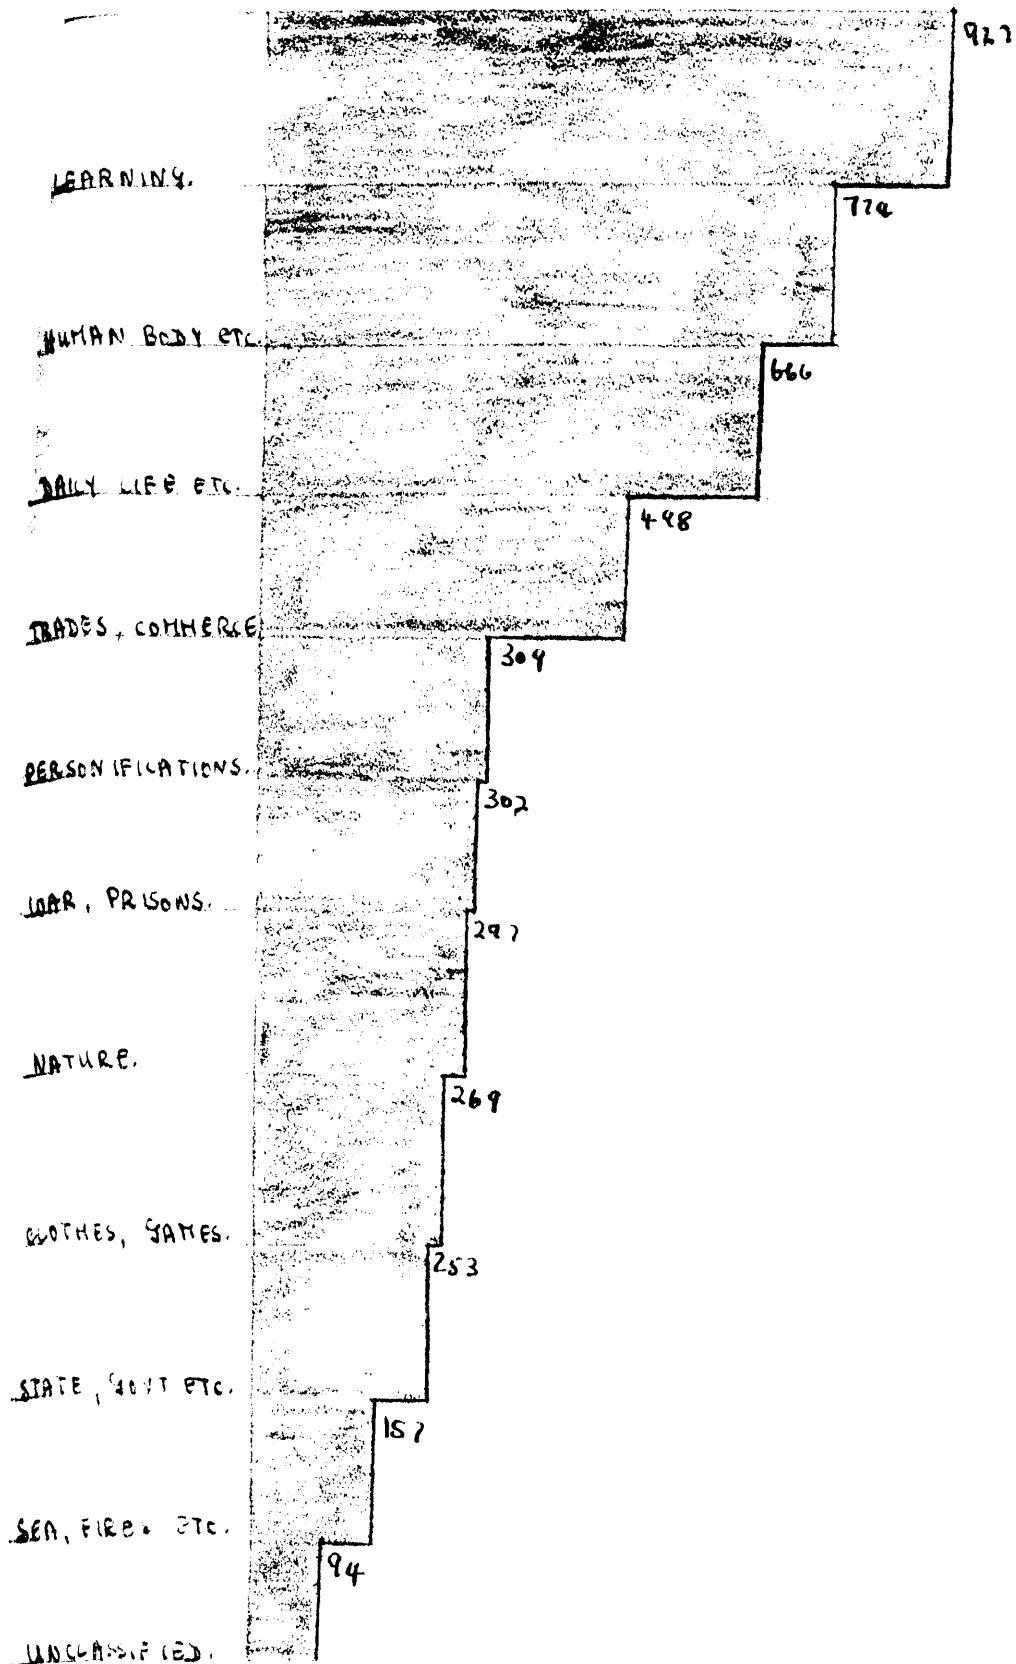 927
LEARNING.
774
HUMAN BODY ETC.
666
DAILY LIFE ETC.
498
TRADES, COMMERCE
309
PERSONIFICATIONS.
302
WAR, PRISONS.
297
NATURE.
269
CLOTHES, GAMES.
253
STATE, GOVT ETC.
157
SEA, FIRE. ETC.
94
UNCLASSIFIED.